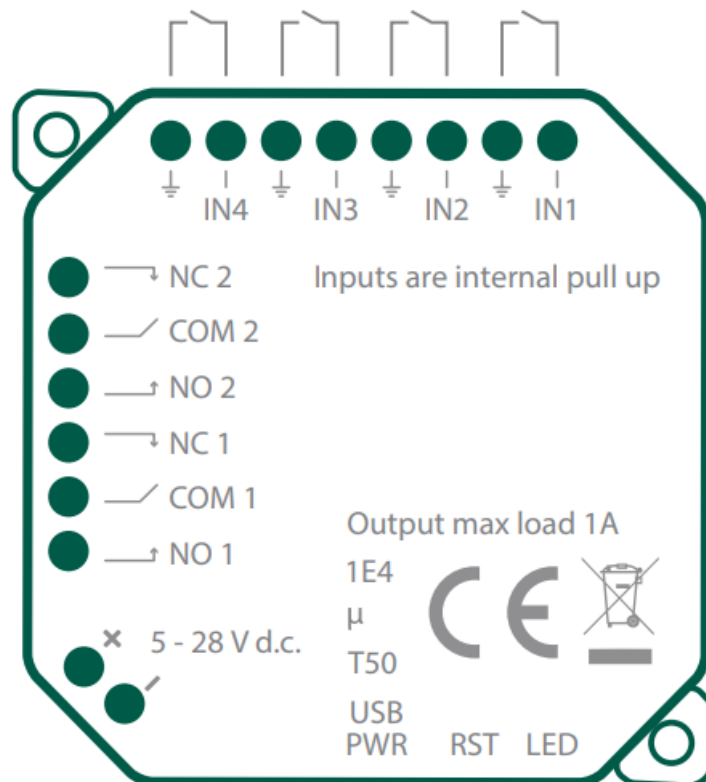 IN4 IN3 IN2 IN1
NC 2
Inputs are internal pull up
COM 2
NO 2
NC 1
COM 1
NO 1
Output max load 1A
1E4
μ
T50
CE
5 - 28 V d.c.
USB
PWR
RST
LED